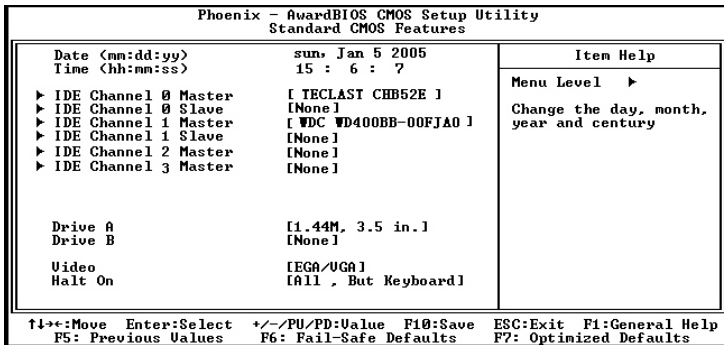 Phoenix - AwardBIOS CMOS Setup Utility
Standard CMOS Features
Date (mm:dd:yy) sun, Jan 5 2005
Time (hh:mm:ss) 15 : 6 : 7
► IDE Channel 0 Master [ TECLAST CHB52E ]
► IDE Channel 0 Slave [None]
► IDE Channel 1 Master [ WDC WD400BB-00FJA0 ]
► IDE Channel 1 Slave [None]
► IDE Channel 2 Master [None]
► IDE Channel 3 Master [None]
Drive A [1.44M, 3.5 in.]
Drive B [None]
Video [EGA/VGA]
Halt On [All , But Keyboard]
Item Help
Menu Level ►
Change the day, month,
year and century
↑↓→←:Move Enter:Select +/-/PU/PD:Value F10:Save ESC:Exit F1:General Help
F5: Previous Values F6: Fail-Safe Defaults F7: Optimized Defaults